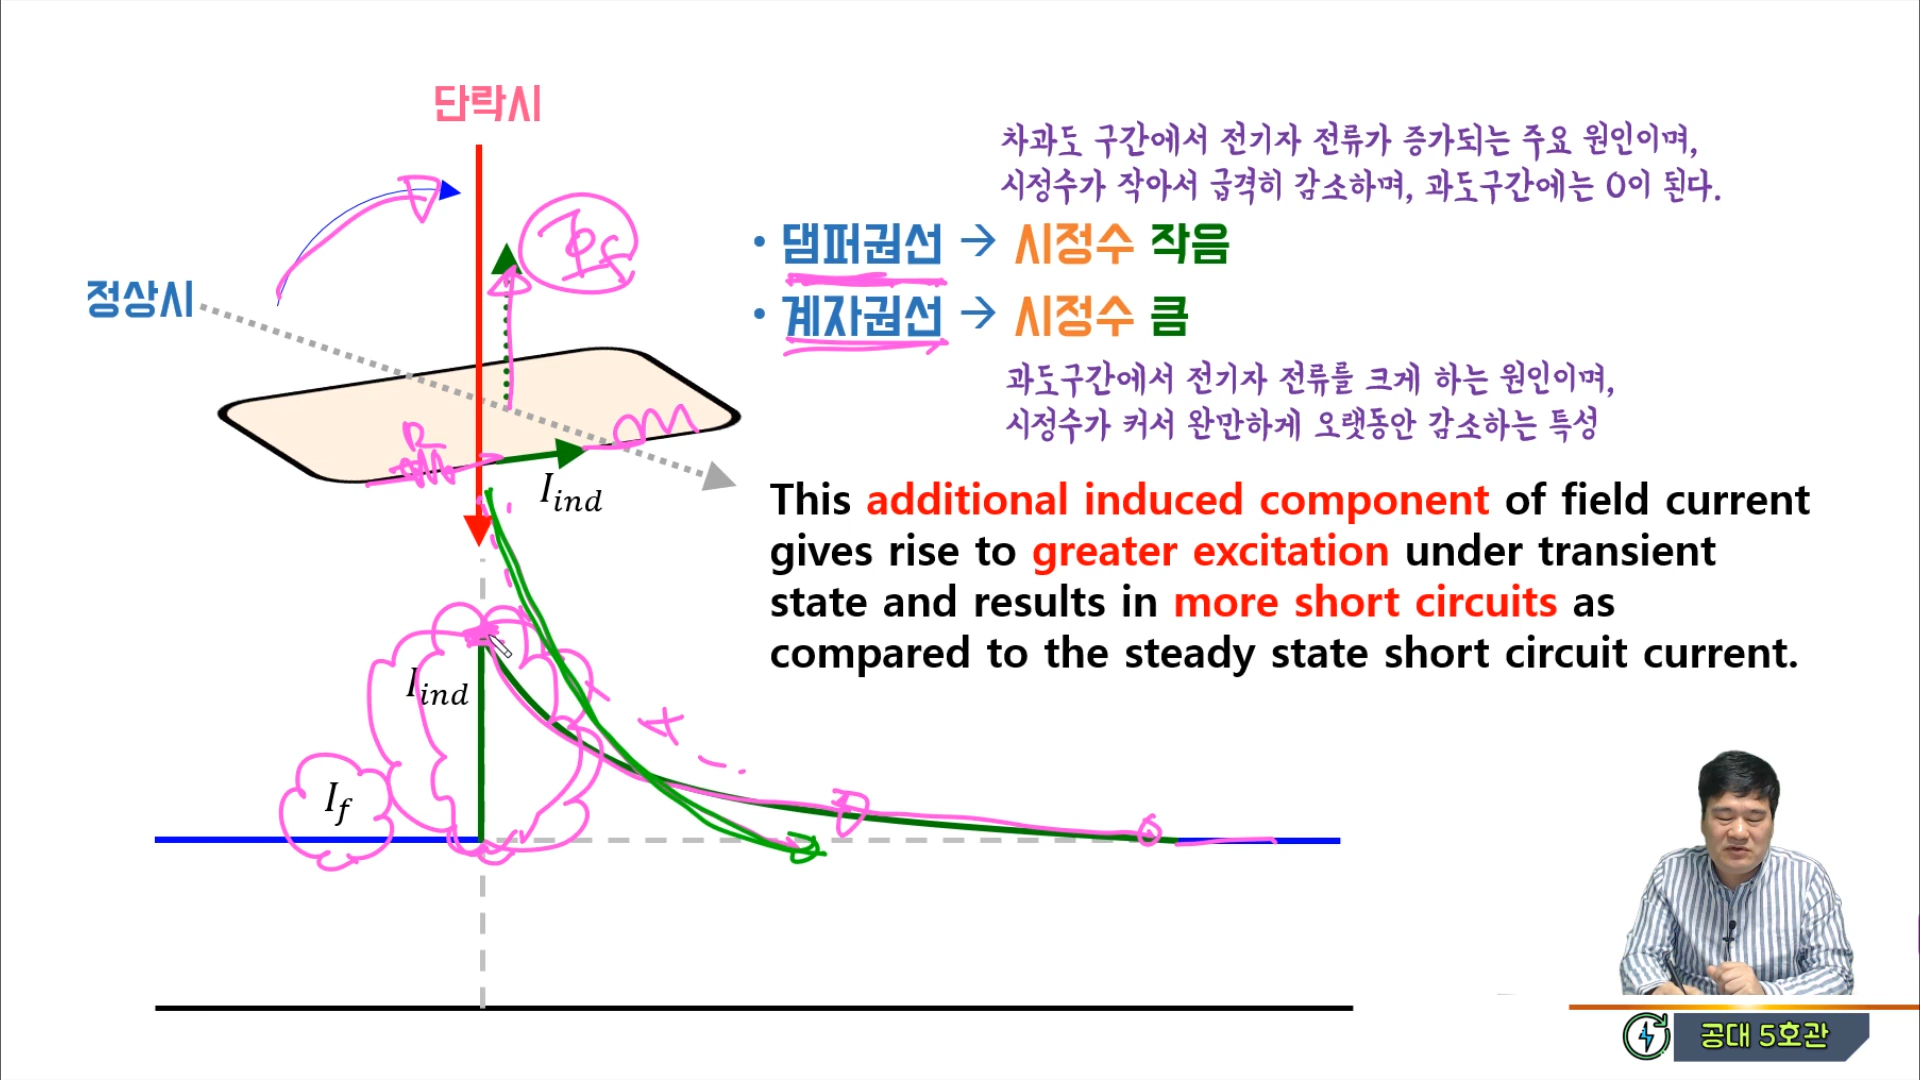 단락시
차과도 구간에서 전기자 전류가 증가되는 주요 원인이며,
시정수가 작아서 급격히 감소하며, 과도구간에는 0이 된다.
Φf
• 댐퍼권선 → 시정수 작음
정상시
• 계자권선 → 시정수 큼
과도구간에서 전기자 전류를 크게 하는 원인이며,
시정수가 커서 완만하게 오랫동안 감소하는 특성
R
I_ind
This additional induced component of field current
gives rise to greater excitation under transient
state and results in more short circuits as
compared to the steady state short circuit current.
I_ind
I_f
공대 5호관